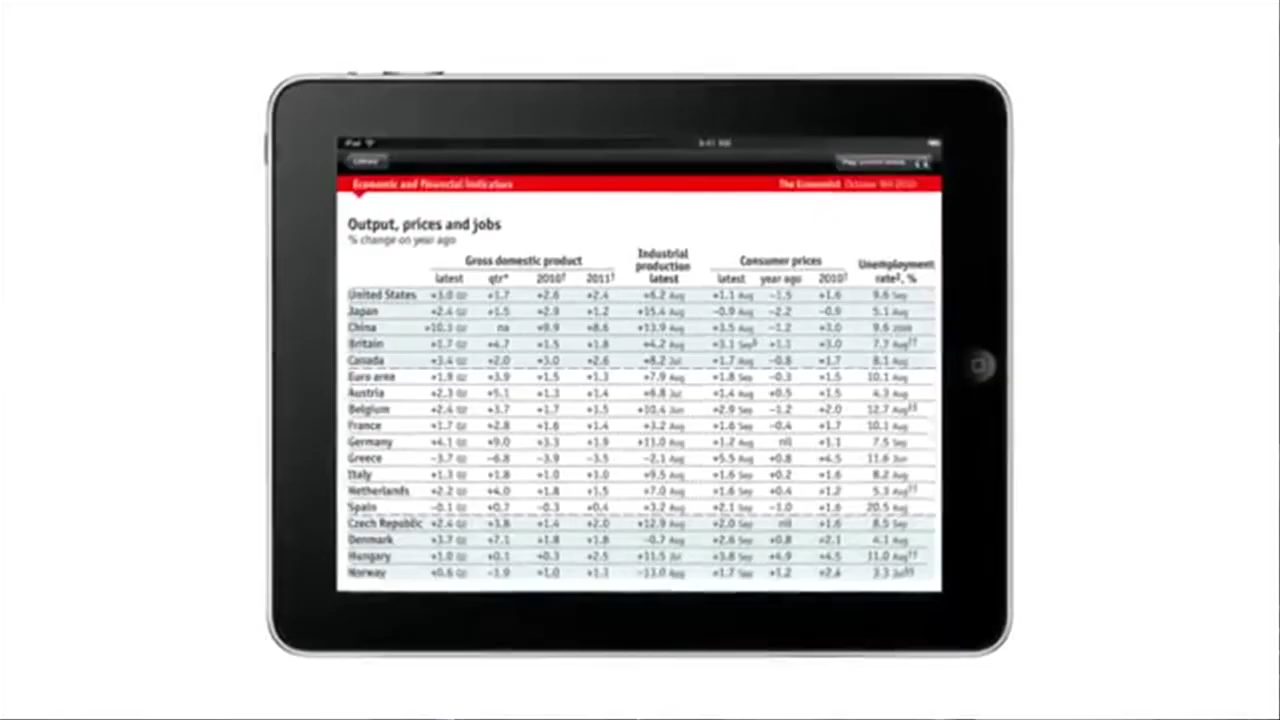 iPad 9:41 AM
Library
Economic and financial indicators The Economist October 9th 2010
Output, prices and jobs
% change on year ago
Gross domestic product Industrial production latest Consumer prices Unemployment rate‡, %
latest qtr* 2010† 2011† latest year ago 2010†
United States +3.0 Q2 +1.7 +2.6 +2.4 +6.2 Aug +1.1 Aug -1.5 +1.6 9.6 Sep
Japan +2.4 Q2 +1.5 +2.9 +1.2 +15.4 Aug -0.9 Aug -2.2 -0.9 5.1 Aug
China +10.3 Q2 na +9.9 +8.6 +13.9 Aug +3.5 Aug -1.2 +3.0 9.6 2009
Britain +1.7 Q2 +4.7 +1.5 +1.8 +4.2 Aug +3.1 Sep§ +1.1 +3.0 7.7 Aug††
Canada +3.4 Q2 +2.0 +3.0 +2.6 +8.2 Jul +1.7 Aug -0.8 +1.7 8.1 Aug
Euro area +1.9 Q2 +3.9 +1.5 +1.3 +7.9 Aug +1.8 Sep -0.3 +1.5 10.1 Aug
Austria +2.3 Q2 +5.1 +1.3 +1.4 +6.8 Jul +1.4 Aug +0.5 +1.5 4.3 Aug
Belgium +2.4 Q2 +3.7 +1.7 +1.5 +10.4 Jun +2.9 Sep -1.2 +2.0 12.7 Aug‡‡
France +1.7 Q2 +2.8 +1.6 +1.4 +3.2 Aug +1.6 Sep -0.4 +1.7 10.1 Aug
Germany +4.1 Q2 +9.0 +3.3 +1.9 +11.0 Aug +1.2 Aug nil +1.1 7.5 Sep
Greece -3.7 Q2 -6.8 -3.9 -3.5 -2.1 Aug +5.5 Aug +0.8 +4.5 11.6 Jun
Italy +1.3 Q2 +1.8 +1.0 +1.0 +9.5 Aug +1.6 Sep +0.2 +1.6 8.2 Aug
Netherlands +2.2 Q2 +4.0 +1.8 +1.5 +7.0 Aug +1.6 Sep +0.4 +1.2 5.3 Aug††
Spain -0.1 Q2 +0.7 -0.3 +0.4 +3.2 Aug +2.1 Sep -1.0 +1.6 20.5 Aug
Czech Republic +2.4 Q2 +3.8 +1.4 +2.0 +12.9 Aug +2.0 Sep nil +1.6 8.5 Sep
Denmark +3.7 Q2 +7.1 +1.8 +1.8 -0.7 Aug +2.6 Sep +0.8 +2.1 4.1 Aug
Hungary +1.0 Q2 +0.1 +0.3 +2.5 +11.5 Jul +3.8 Sep +4.9 +4.5 11.0 Aug††
Norway +0.6 Q2 -1.9 +1.0 +1.1 -13.0 Aug +1.7 Sep +1.2 +2.4 3.3 Jul